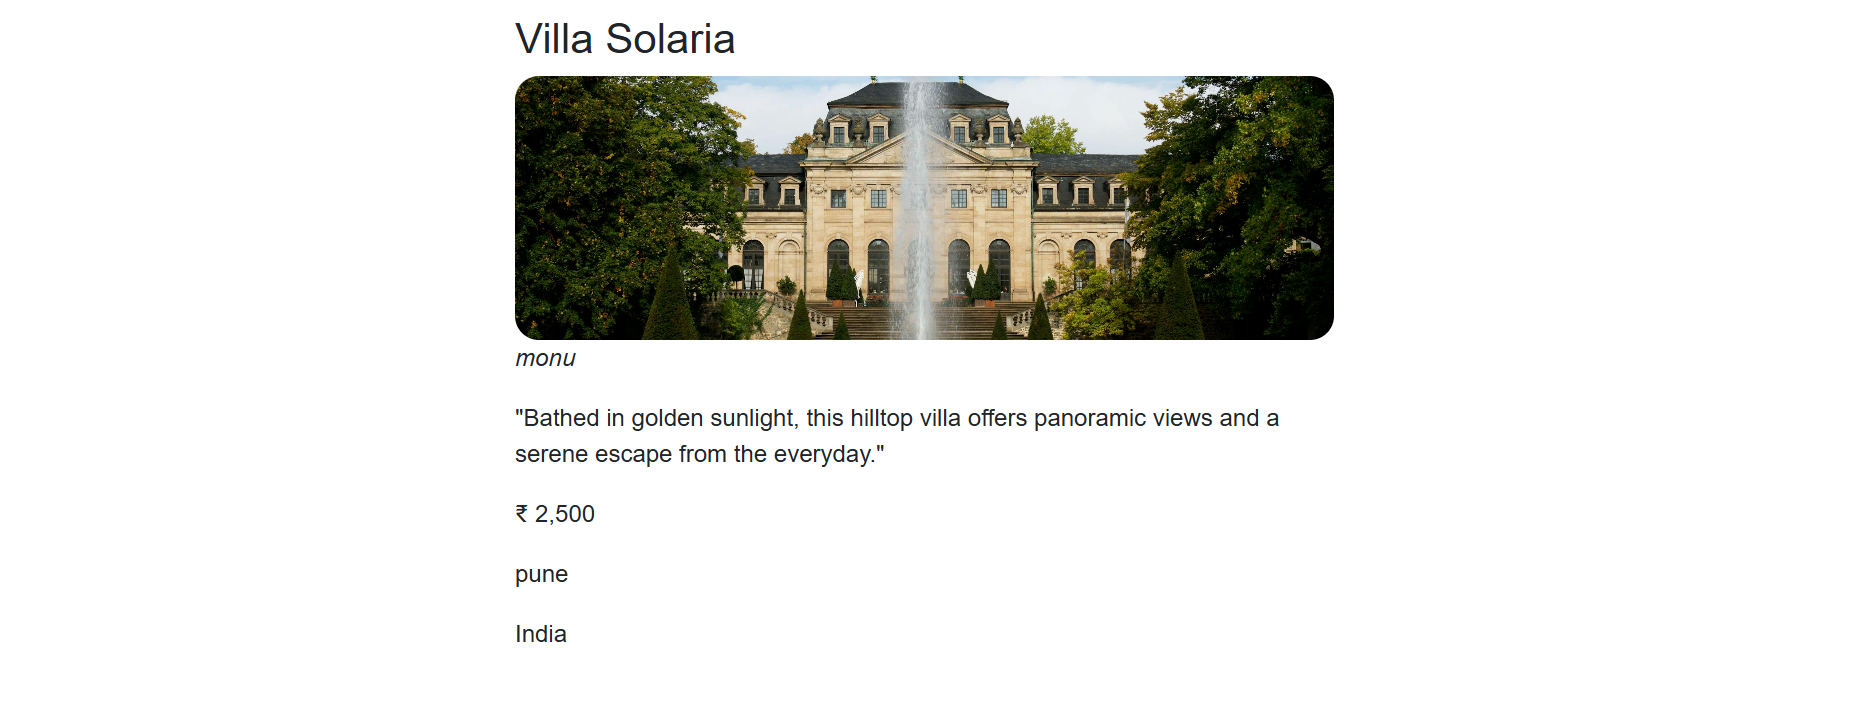 Villa Solaria
monu
"Bathed in golden sunlight, this hilltop villa offers panoramic views and a
serene escape from the everyday."
₹ 2,500
pune
India